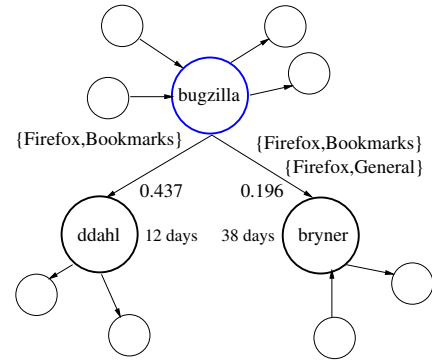 bugzilla
{Firefox,Bookmarks}
{Firefox,Bookmarks}
{Firefox,General}
0.437
0.196
ddahl
12 days
38 days
bryner